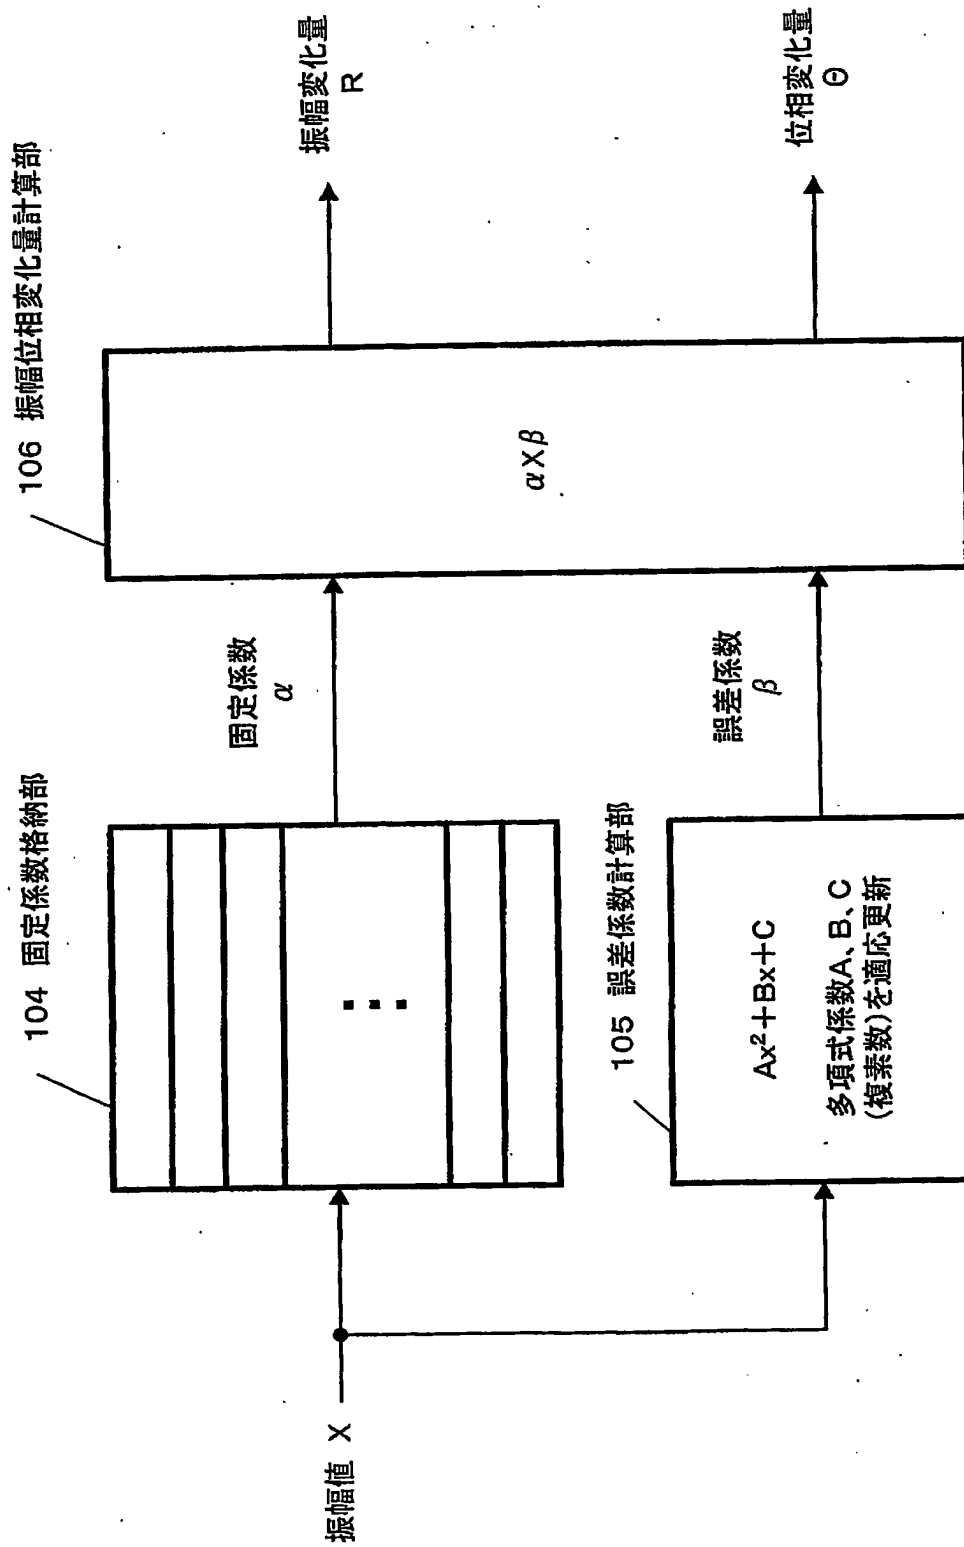 振幅値 X
104 固定係数格納部
固定係数
α
105 誤差係数計算部
Ax²+Bx+C
多項式係数A、B、C
(複素数)を適応更新
誤差係数
β
106 振幅位相変化量計算部
αXβ
振幅変化量
R
位相変化量
Θ